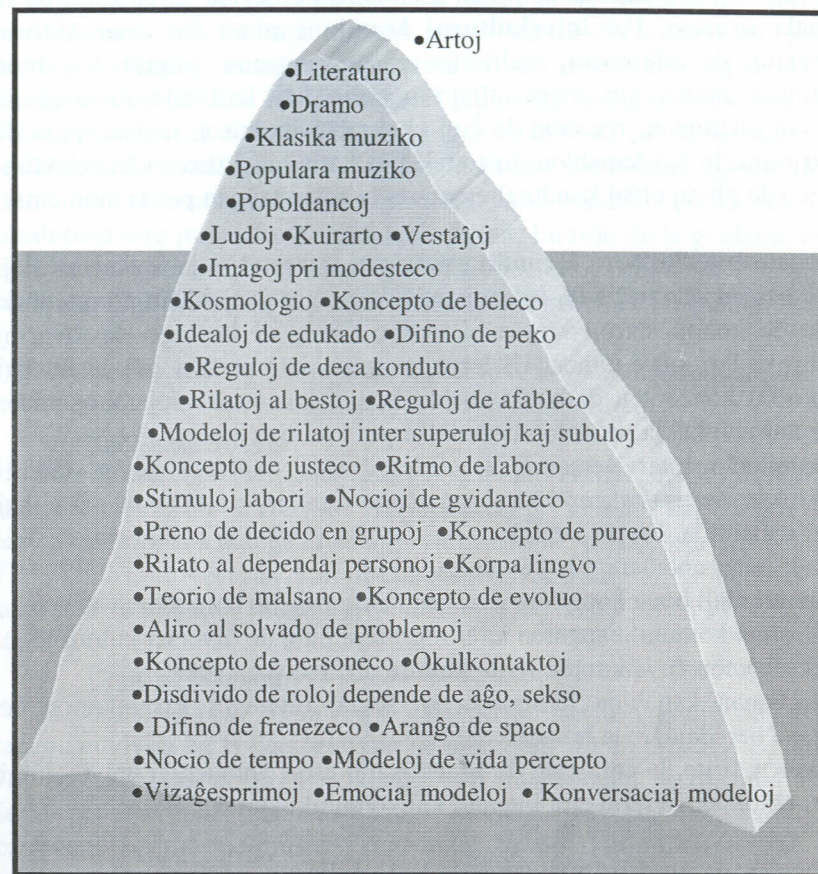 •Artoj
•Literaturo
•Dramo
•Klasika muziko
•Populara muziko
•Popoldancoj
•Ludoj •Kuirarto •Vestaĵoj
•Imagoj pri modesteco
•Kosmologio •Koncepto de beleco
•Idealoj de edukado •Difino de peko
•Reguloj de deca konduto
•Rilatoj al bestoj •Reguloj de afableco
•Modeloj de rilatoj inter superuloj kaj subuloj
•Koncepto de justeco •Ritmo de laboro
•Stimuloj labori •Nocioj de gvidanteco
•Preno de decido en grupoj •Koncepto de pureco
•Rilato al dependaj personoj •Korpa lingvo
•Teorio de malsano •Koncepto de evoluo
•Aliro al solvado de problemoj
•Koncepto de personeco •Okulkontaktoj
•Disdivido de roloj depende de aĝo, sekso
• Difino de frenezeco •Aranĝo de spaco
•Nocio de tempo •Modeloj de vida percepto
•Vizaĝesprimoj •Emociaj modeloj • Konversaciaj modeloj